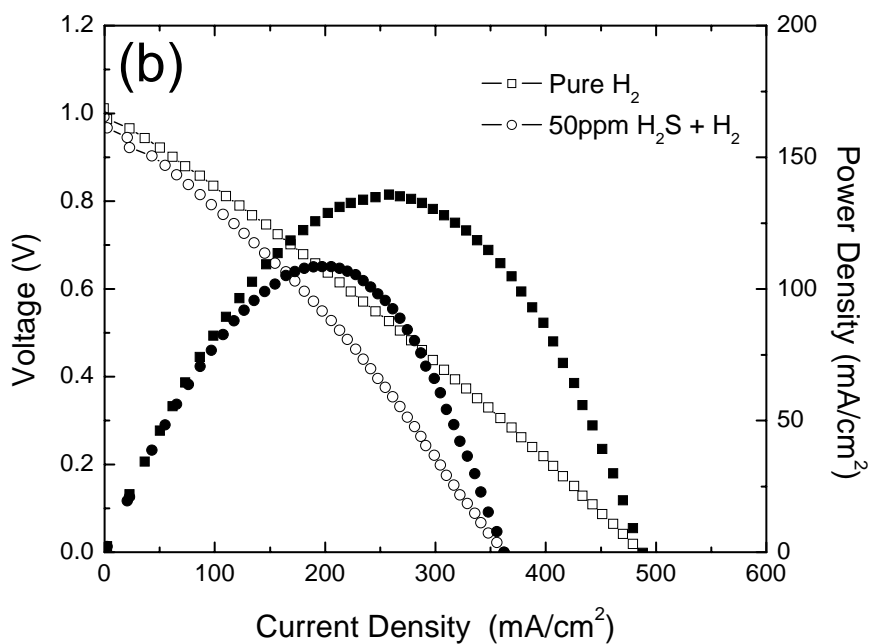 (b)
Pure H₂
50ppm H₂S + H₂
1.2
1.0
0.8
0.6
0.4
0.2
0.0
Voltage (V)
200
150
100
50
0
Power Density (mA/cm²)
0 100 200 300 400 500 600
Current Density (mA/cm²)